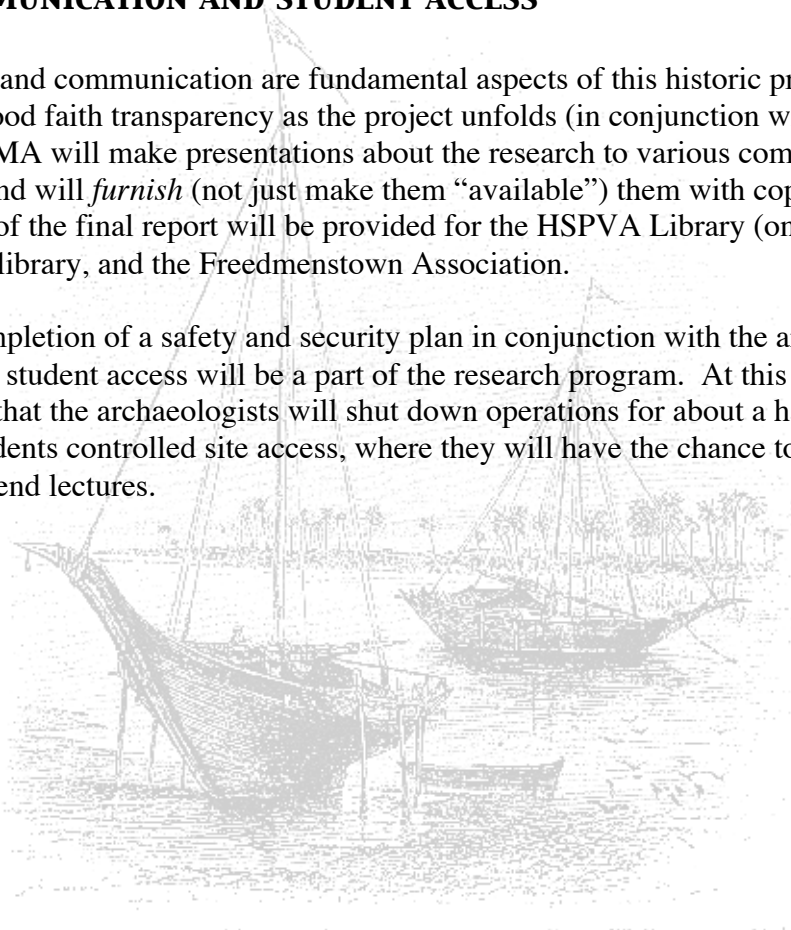 MUNICATION AND STUDENT ACCESS
and communication are fundamental aspects of this historic pr
ood faith transparency as the project unfolds (in conjunction w
MA will make presentations about the research to various com
nd will furnish (not just make them “available”) them with cop
of the final report will be provided for the HSPVA Library (on
library, and the Freedmenstown Association.
mpletion of a safety and security plan in conjunction with the a
student access will be a part of the research program. At this
that the archaeologists will shut down operations for about a h
dents controlled site access, where they will have the chance to
end lectures.